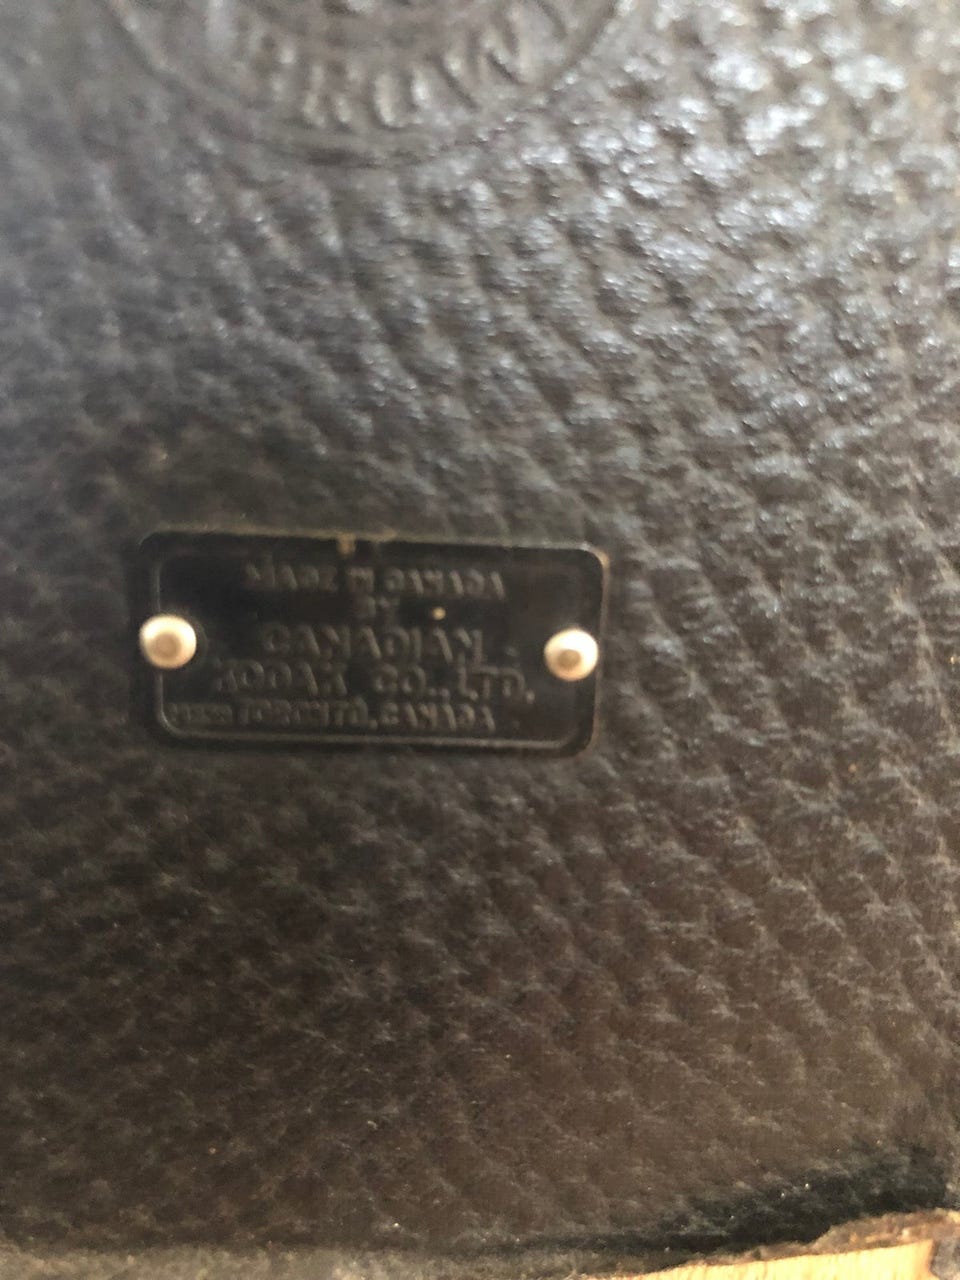 MADE IN CANADA
BY
CANADIAN
KODAK CO., LTD.
TORONTO, CANADA